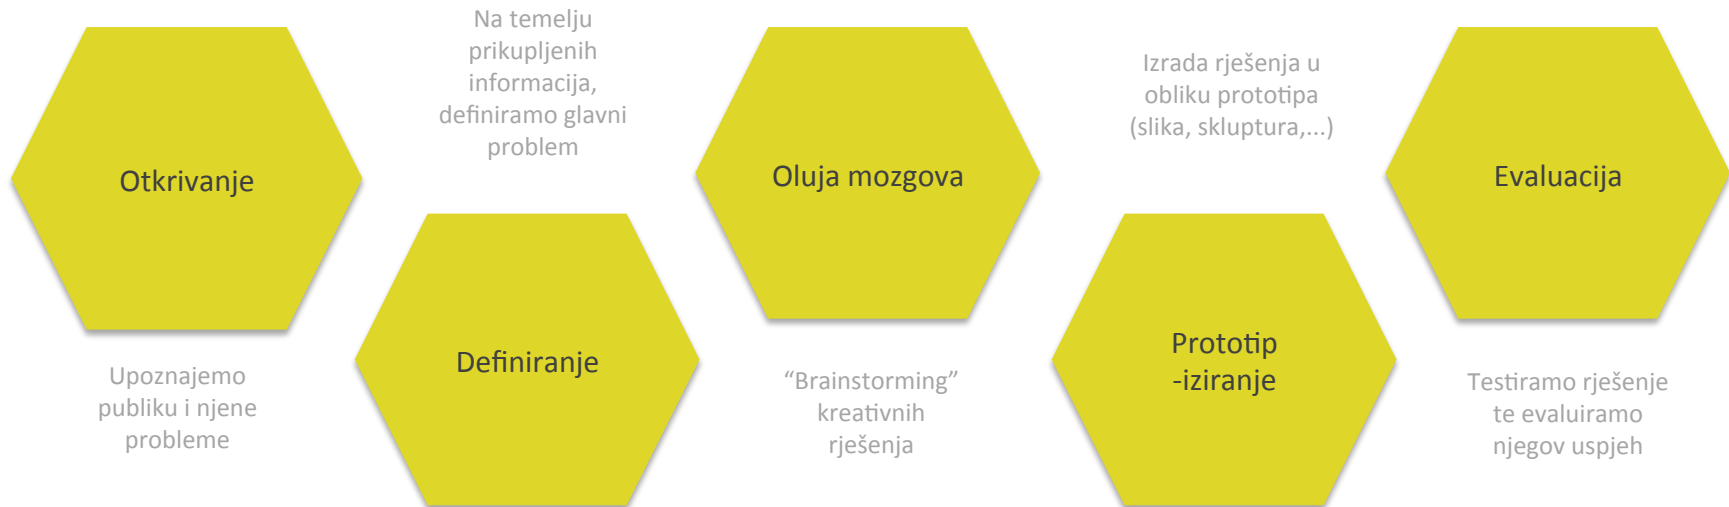 Otkrivanje
Upoznajemo
publiku i njene
probleme
Na temelju
prikupljenih
informacija,
definiramo glavni
problem
Definiranje
Oluja mozgova
“Brainstorming”
kreativnih
rješenja
Izrada rješenja u
obliku prototipa
(slika, skluptura,...)
Prototip
-iziranje
Evaluacija
Testiramo rješenje
te evaluiramo
njegov uspjeh